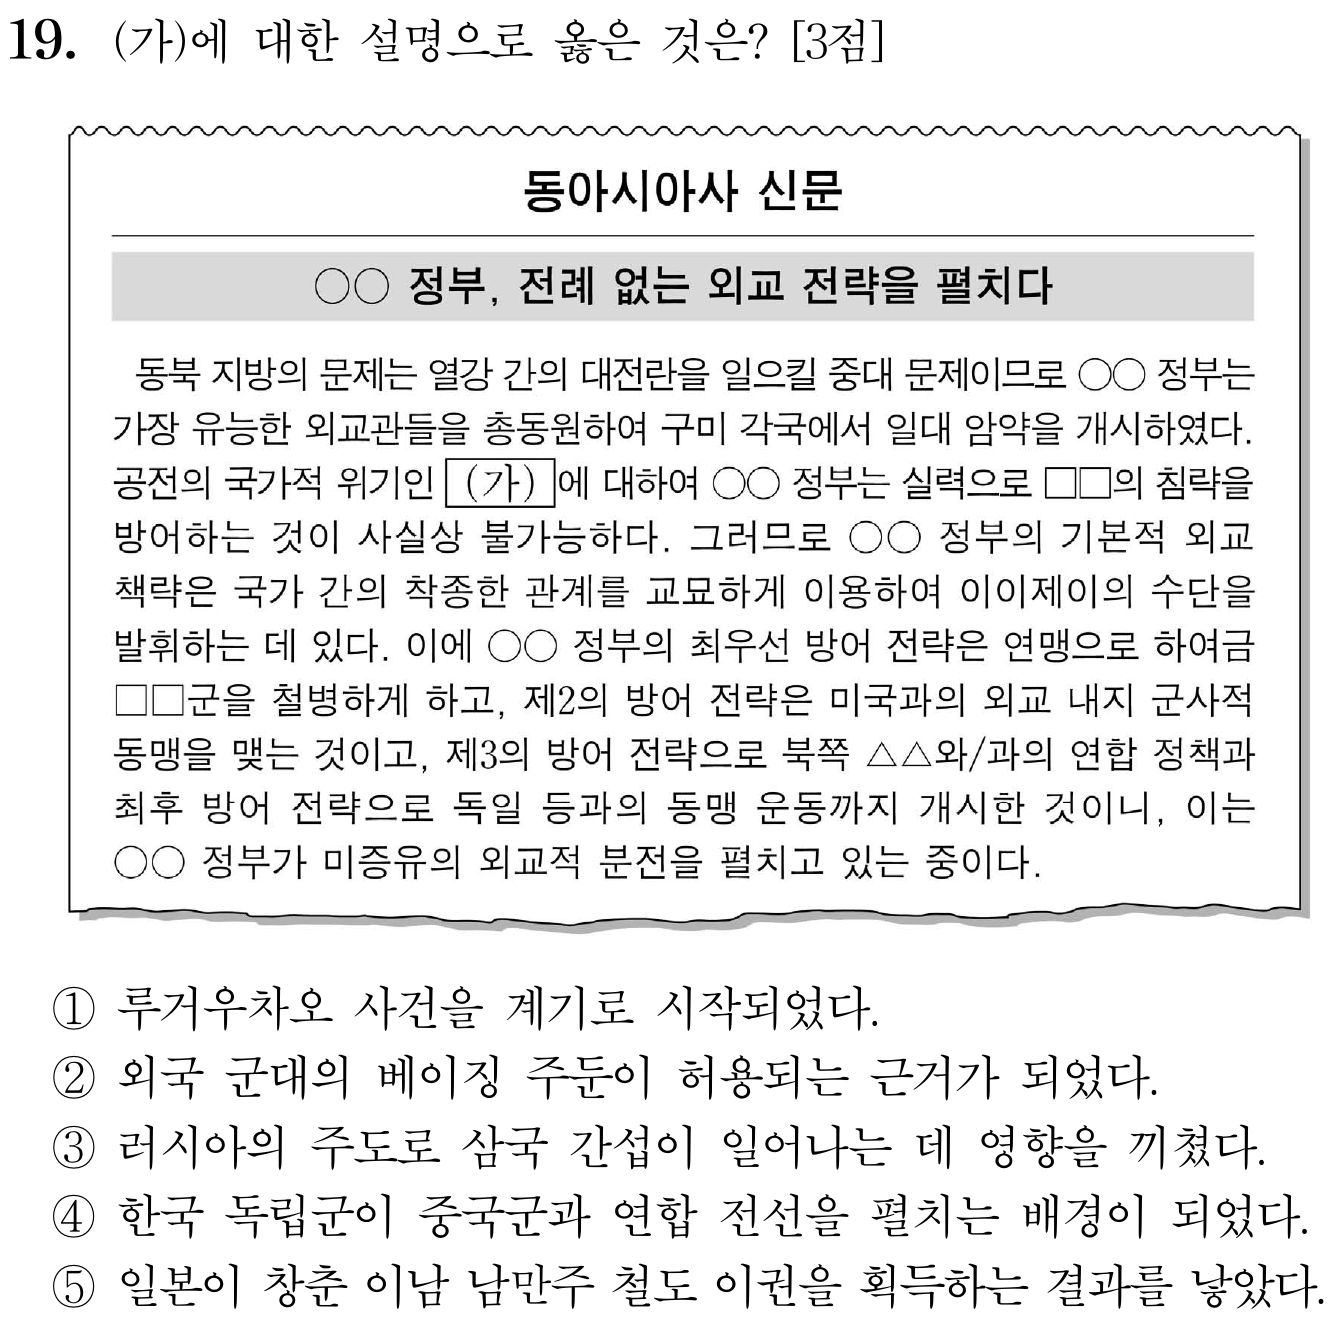 19. (가)에 대한 설명으로 옳은 것은? [3점]
동아시아사 신문
○○ 정부, 전례 없는 외교 전략을 펼치다
동북 지방의 문제는 열강 간의 대전란을 일으킬 중대 문제이므로 ○○ 정부는
가장 유능한 외교관들을 총동원하여 구미 각국에서 일대 암약을 개시하였다.
공전의 국가적 위기인 (가)에 대하여 ○○ 정부는 실력으로 □□의 침략을
방어하는 것이 사실상 불가능하다. 그러므로 ○○ 정부의 기본적 외교
책략은 국가 간의 착종한 관계를 교묘하게 이용하여 이이제이의 수단을
발휘하는 데 있다. 이에 ○○ 정부의 최우선 방어 전략은 연맹으로 하여금
□□군을 철병하게 하고, 제2의 방어 전략은 미국과의 외교 내지 군사적
동맹을 맺는 것이고, 제3의 방어 전략으로 북쪽 △△와/과의 연합 정책과
최후 방어 전략으로 독일 등과의 동맹 운동까지 개시한 것이니, 이는
○○ 정부가 미증유의 외교적 분전을 펼치고 있는 중이다.
① 루거우차오 사건을 계기로 시작되었다.
② 외국 군대의 베이징 주둔이 허용되는 근거가 되었다.
③ 러시아의 주도로 삼국 간섭이 일어나는 데 영향을 끼쳤다.
④ 한국 독립군이 중국군과 연합 전선을 펼치는 배경이 되었다.
⑤ 일본이 창춘 이남 남만주 철도 이권을 획득하는 결과를 낳았다.